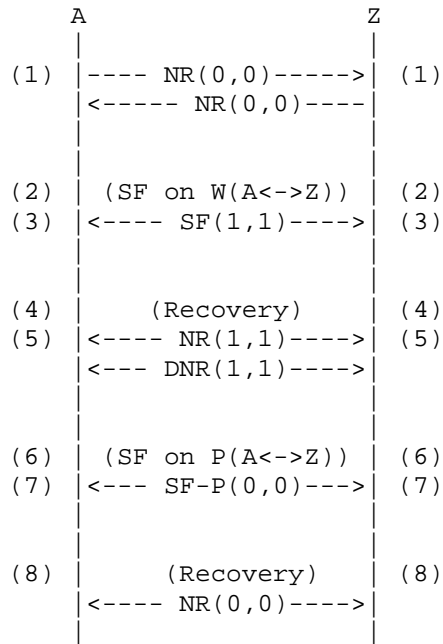 A                    Z
|                    |
(1) |---- NR(0,0)----->| (1)
|<----- NR(0,0)----|
|                    |
|                    |
(2) | (SF on W(A<->Z)) | (2)
(3) |<---- SF(1,1)---->| (3)
|                    |
|                    |
(4) |    (Recovery)    | (4)
(5) |<---- NR(1,1)---->| (5)
|<--- DNR(1,1)---->|
|                    |
|                    |
(6) | (SF on P(A<->Z)) | (6)
(7) |<--- SF-P(0,0)--->| (7)
|                    |
|                    |
(8) |     (Recovery)   | (8)
|<---- NR(0,0)---->|
|                    |